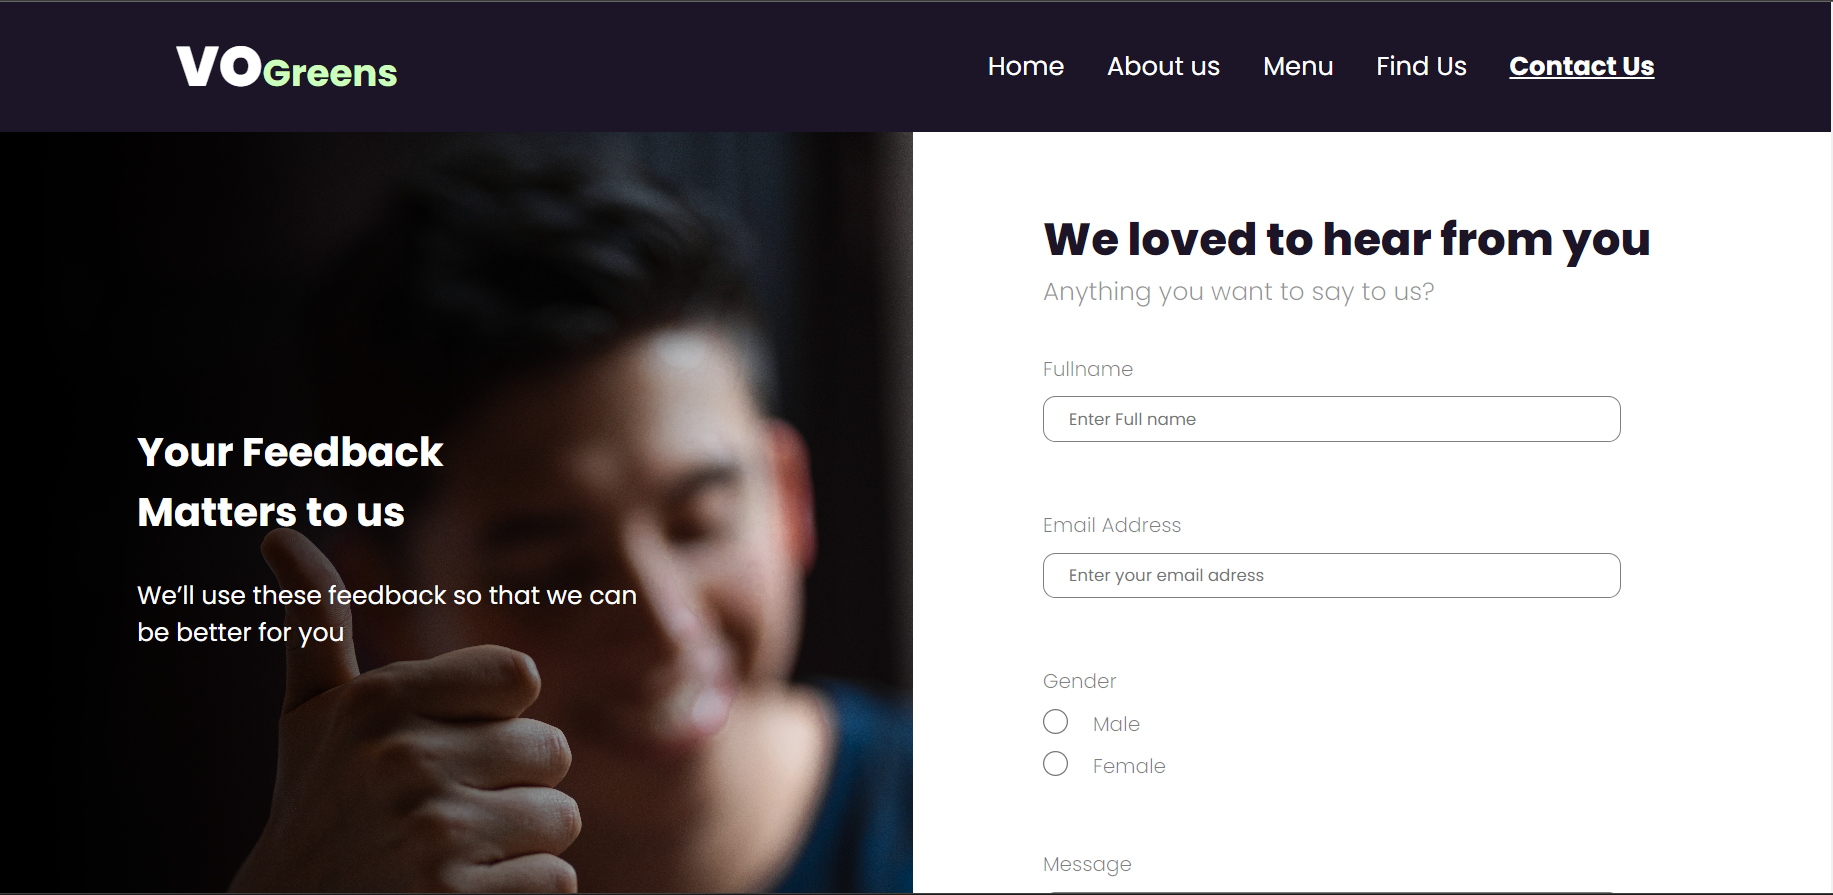 VOGreens
Home About us Menu Find Us Contact Us
Your Feedback
Matters to us
We’ll use these feedback so that we can
be better for you
We loved to hear from you
Anything you want to say to us?
Fullname
Enter Full name
Email Address
Enter your email adress
Gender
Male
Female
Message